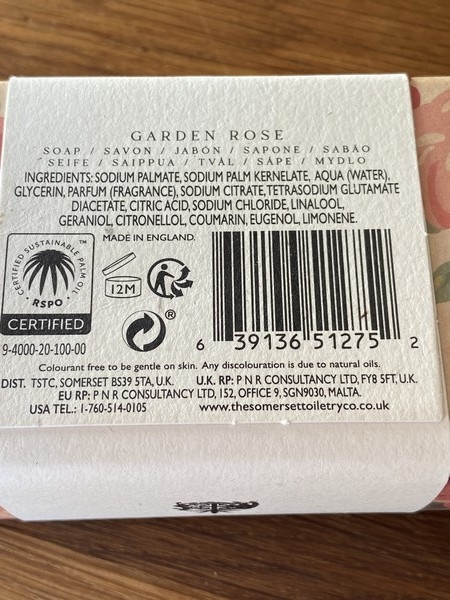 GARDEN ROSE
SOAP / SAVON / JABÓN / SAPONE / SABÃO
SEIFE / SAIPPUA / TVÅL / SÅPE / MYDLO
INGREDIENTS: SODIUM PALMATE, SODIUM PALM KERNELATE, AQUA (WATER),
GLYCERIN, PARFUM (FRAGRANCE), SODIUM CITRATE, TETRASODIUM GLUTAMATE
DIACETATE, CITRIC ACID, SODIUM CHLORIDE, LINALOOL,
GERANIOL, CITRONELLOL, COUMARIN, EUGENOL, LIMONENE.
MADE IN ENGLAND.
CERTIFIED SUSTAINABLE PALM OIL ™
RSPO
CERTIFIED
9-4000-20-100-00
12M
®
6 39136 51275 2
Colourant free to be gentle on skin. Any discolouration is due to natural oils.
DIST. TSTC, SOMERSET BS39 5TA, U.K. U.K. RP: P N R CONSULTANCY LTD, FY8 5FT, U.K.
EU RP: P N R CONSULTANCY LTD, 152, OFFICE 9, SGN9030, MALTA.
USA TEL.: 1-760-514-0105 www.thesomersettoiletryco.co.uk